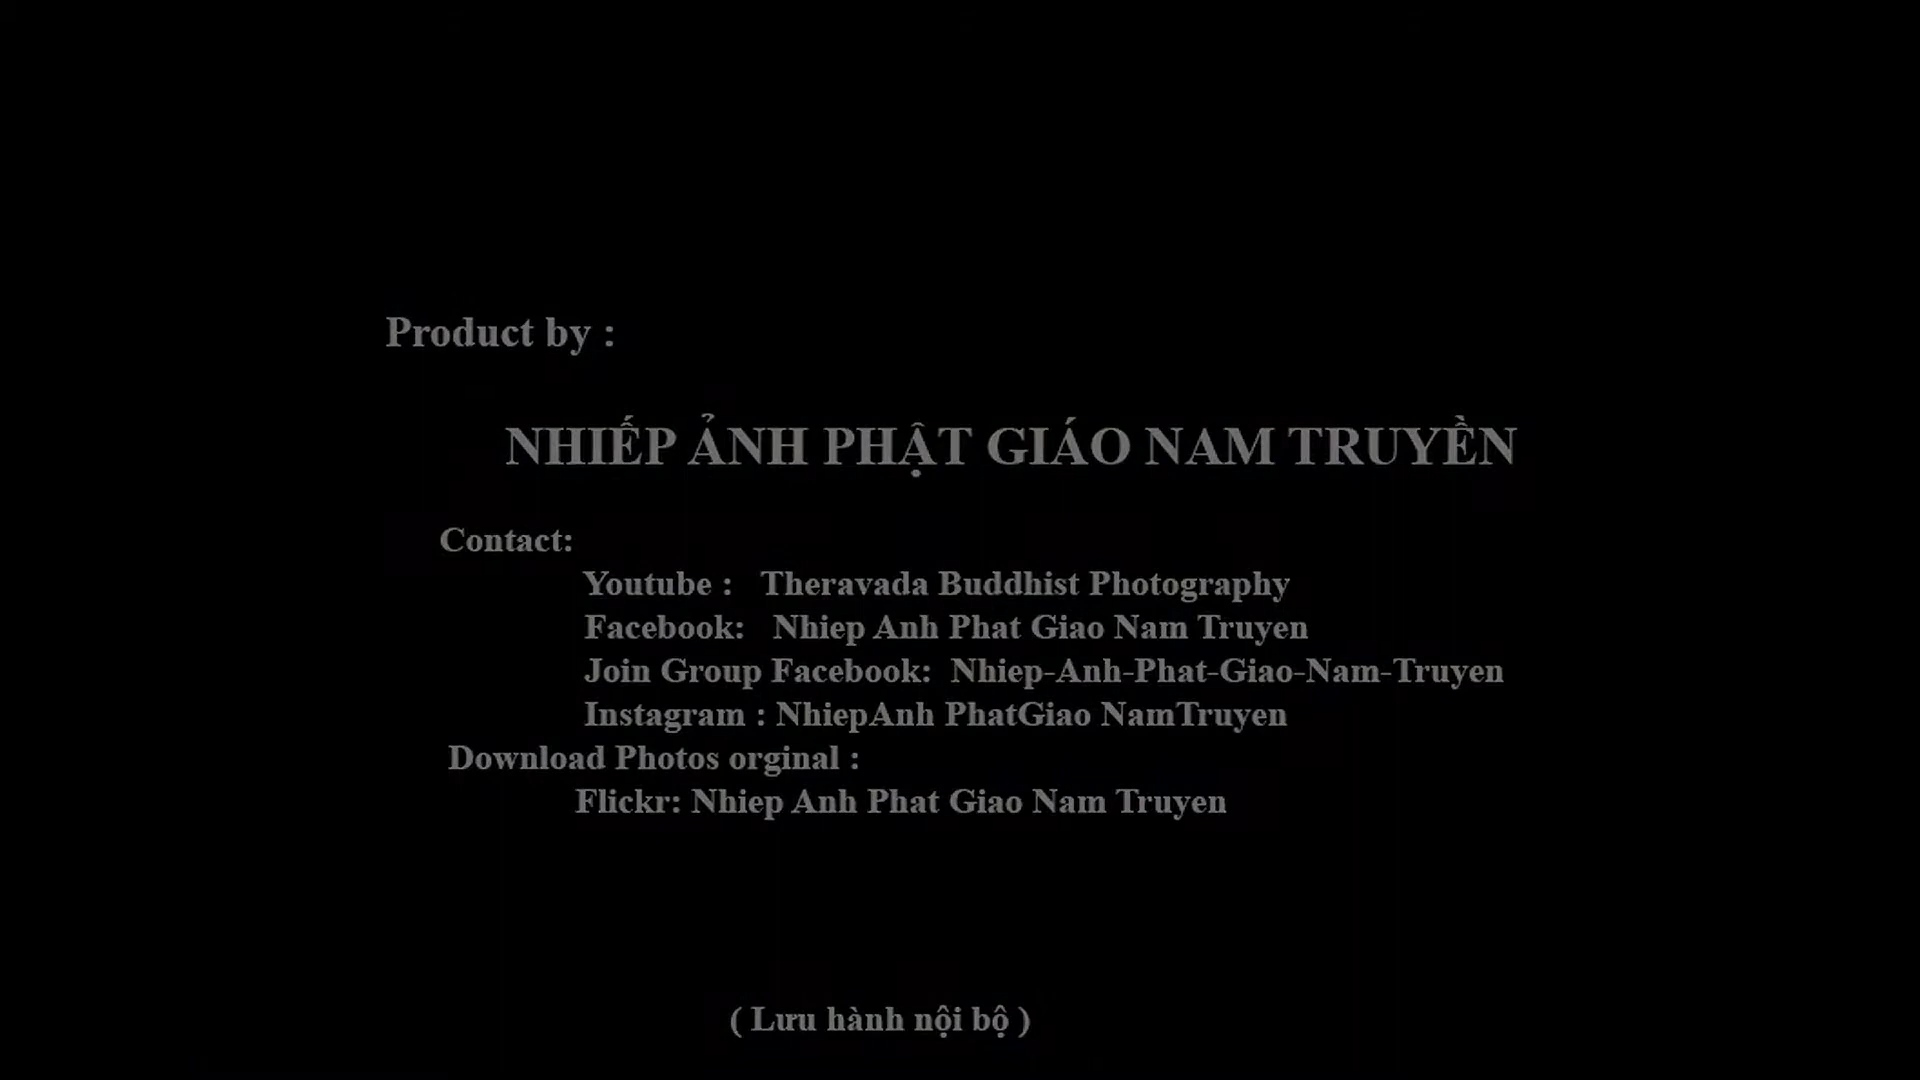 Product by :
NHIẾP ẢNH PHẬT GIÁO NAM TRUYỀN
Contact:
Youtube : Theravada Buddhist Photography
Facebook: Nhiep Anh Phat Giao Nam Truyen
Join Group Facebook: Nhiep-Anh-Phat-Giao-Nam-Truyen
Instagram : NhiepAnh PhatGiao NamTruyen
Download Photos orginal :
Flickr: Nhiep Anh Phat Giao Nam Truyen
( Lưu hành nội bộ )